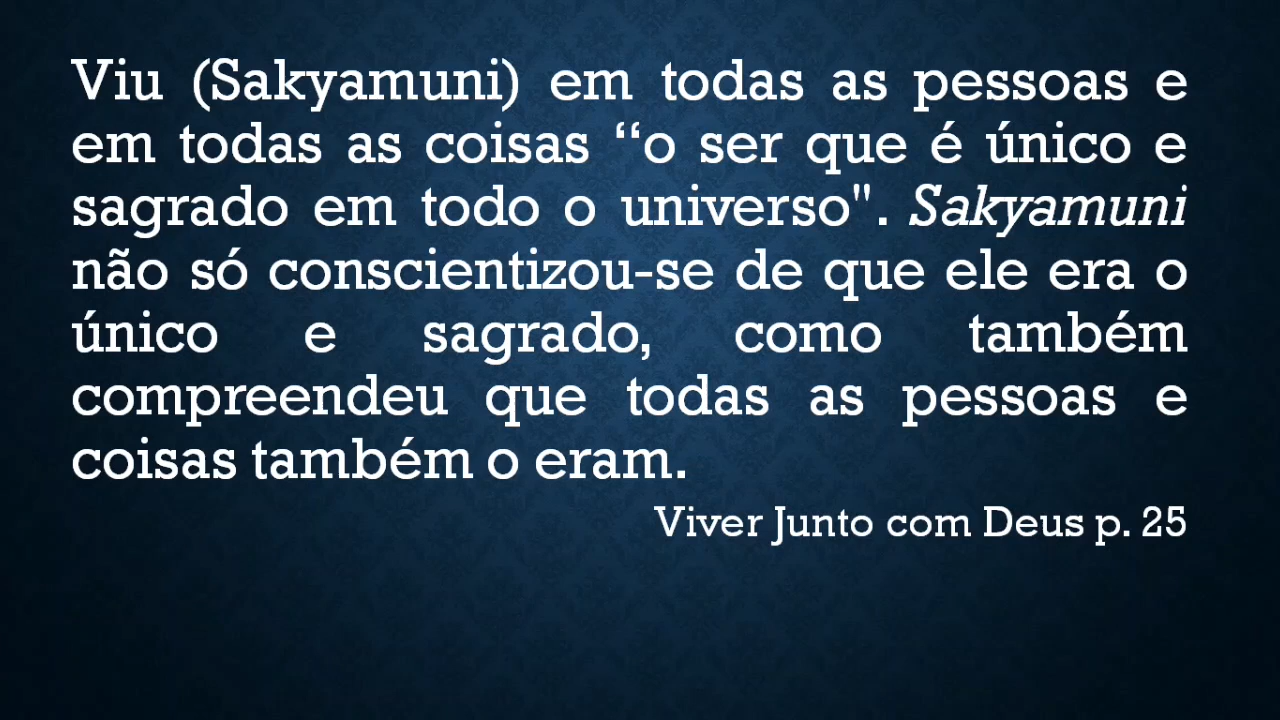 Viu (Sakyamuni) em todas as pessoas e
em todas as coisas “o ser que é único e
sagrado em todo o universo". Sakyamuni
não só conscientizou-se de que ele era o
único e sagrado, como também
compreendeu que todas as pessoas e
coisas também o eram.
Viver Junto com Deus p. 25